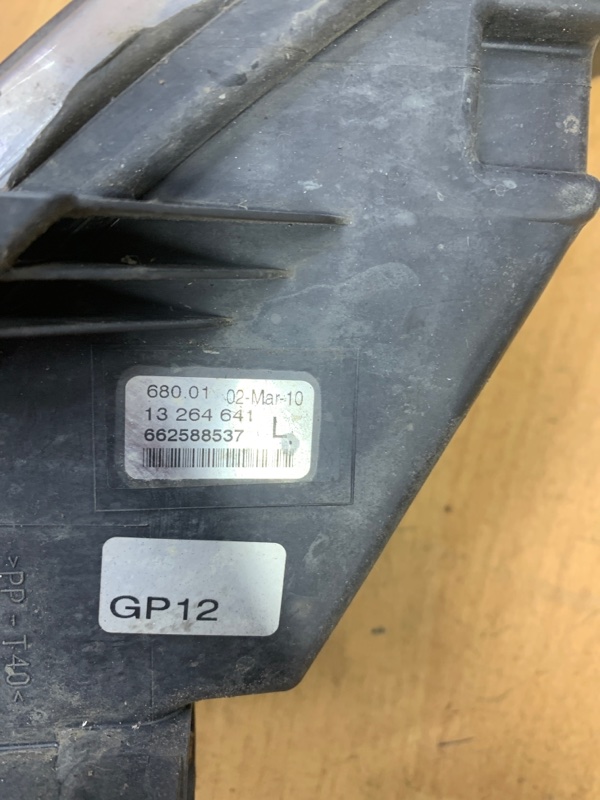 680.01 02-Mar-10
13 264 641 L
662588537
GP12
>PP-T40<